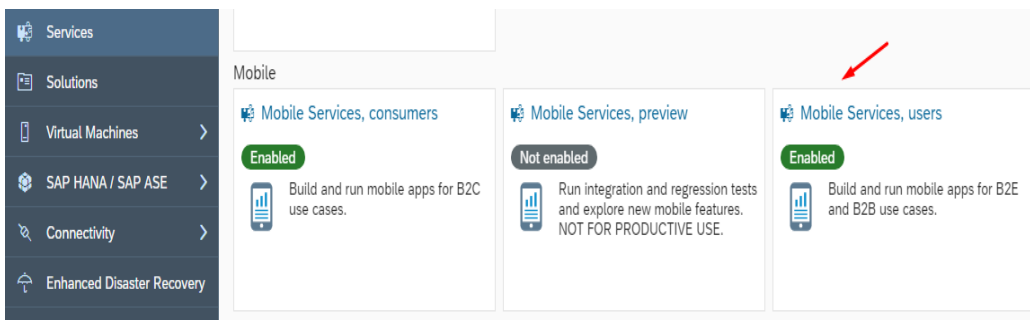 Services
Solutions
Virtual Machines
SAP HANA / SAP ASE
Connectivity
Enhanced Disaster Recovery
Mobile
Mobile Services, consumers
Enabled
Build and run mobile apps for B2C
use cases.
Mobile Services, preview
Not enabled
Run integration and regression tests
and explore new mobile features.
NOT FOR PRODUCTIVE USE.
Mobile Services, users
Enabled
Build and run mobile apps for B2E
and B2B use cases.